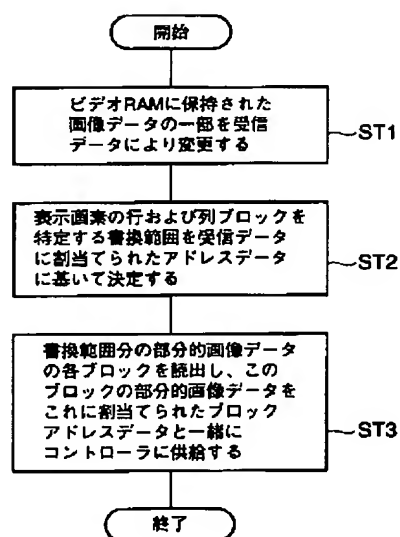 開始
ビデオRAMに保持された
画像データの一部を受信
データにより変更する
ST1
表示画素の行および列ブロックを
特定する書換範囲を受信データ
に割当てられたアドレスデータ
に基いて決定する
ST2
書換範囲分の部分的画像データ
の各ブロックを読出し、この
ブロックの部分的画像データを
これに割当てられたブロック
アドレスデータと一緒に
コントローラに供給する
ST3
終了